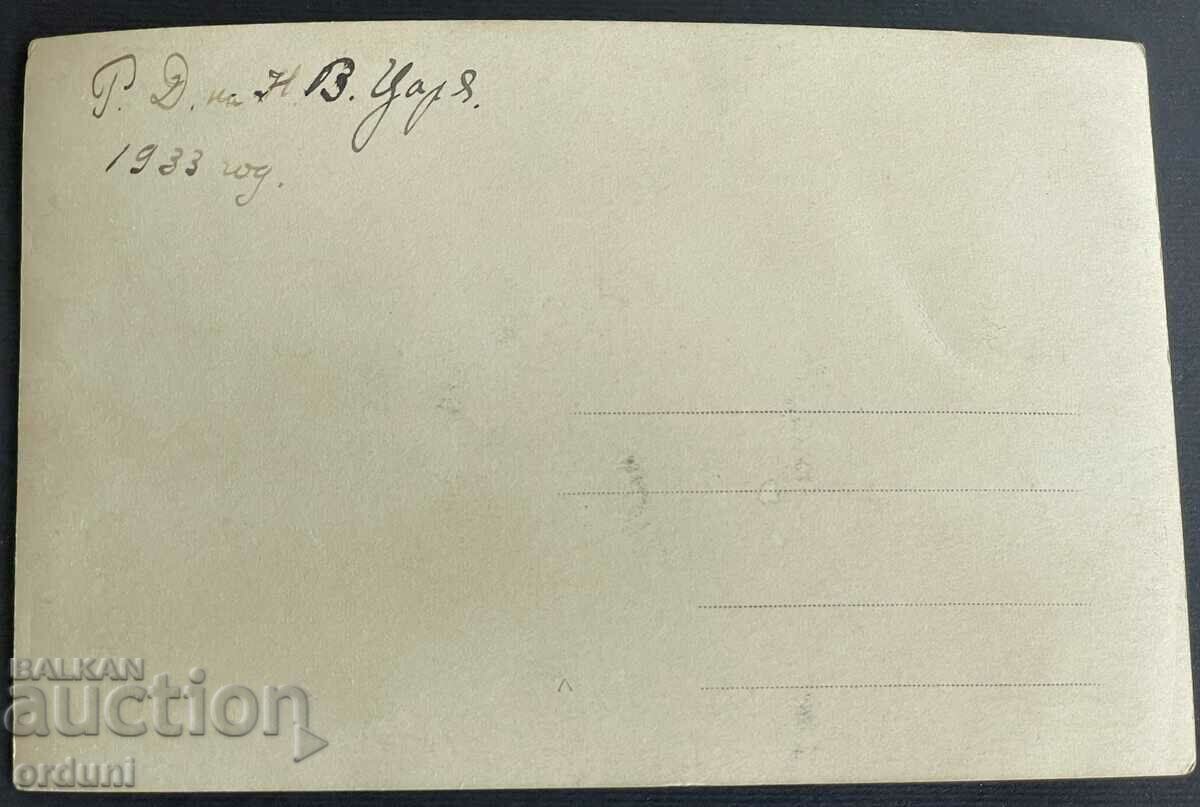 Р. Д. на Н. В. Царя.
1933 год.
BALKAN
auction
orduni